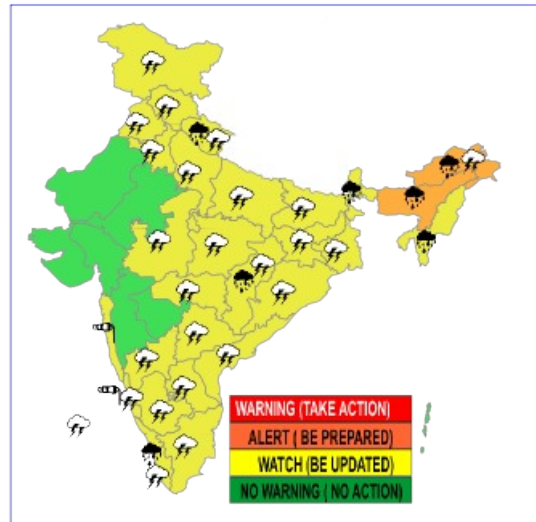 WARNING (TAKE ACTION)
ALERT ( BE PREPARED)
WATCH (BE UPDATED)
NO WARNING ( NO ACTION)